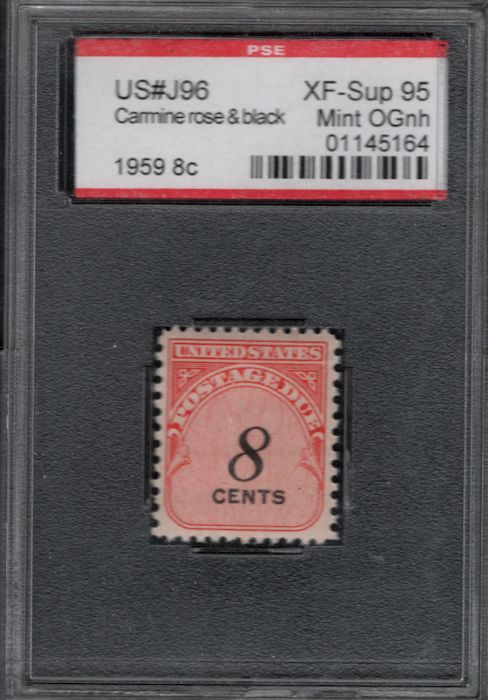 PSE
US#J96 XF-Sup 95
Carmine rose & black Mint OGnh
01145164
1959 8c
UNITED STATES
POSTAGE DUE
8
CENTS